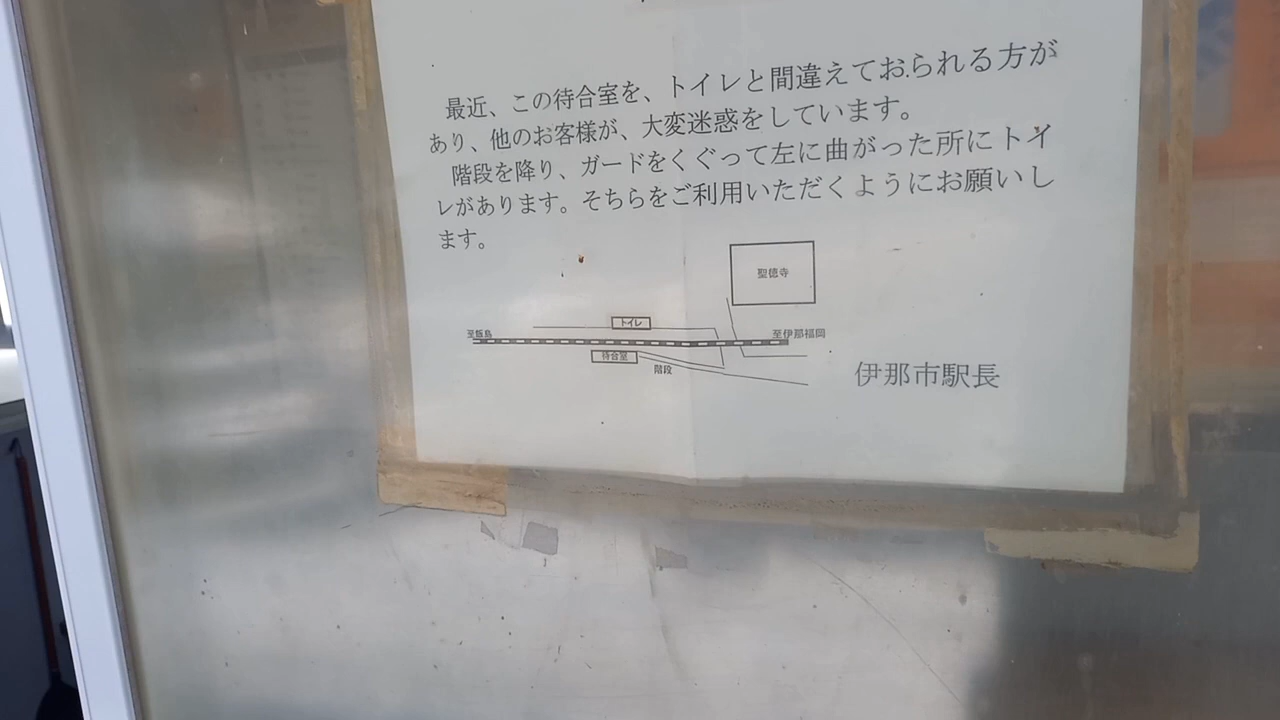 最近、この待合室を、トイレと間違えておられる方が
あり、他のお客様が、大変迷惑をしています。
階段を降り、ガードをくぐって左に曲がった所にトイ
レがあります。そちらをご利用いただくようにお願いし
ます。
聖徳寺
トイレ
至飯島
至伊那福岡
待合室
階段
伊那市駅長